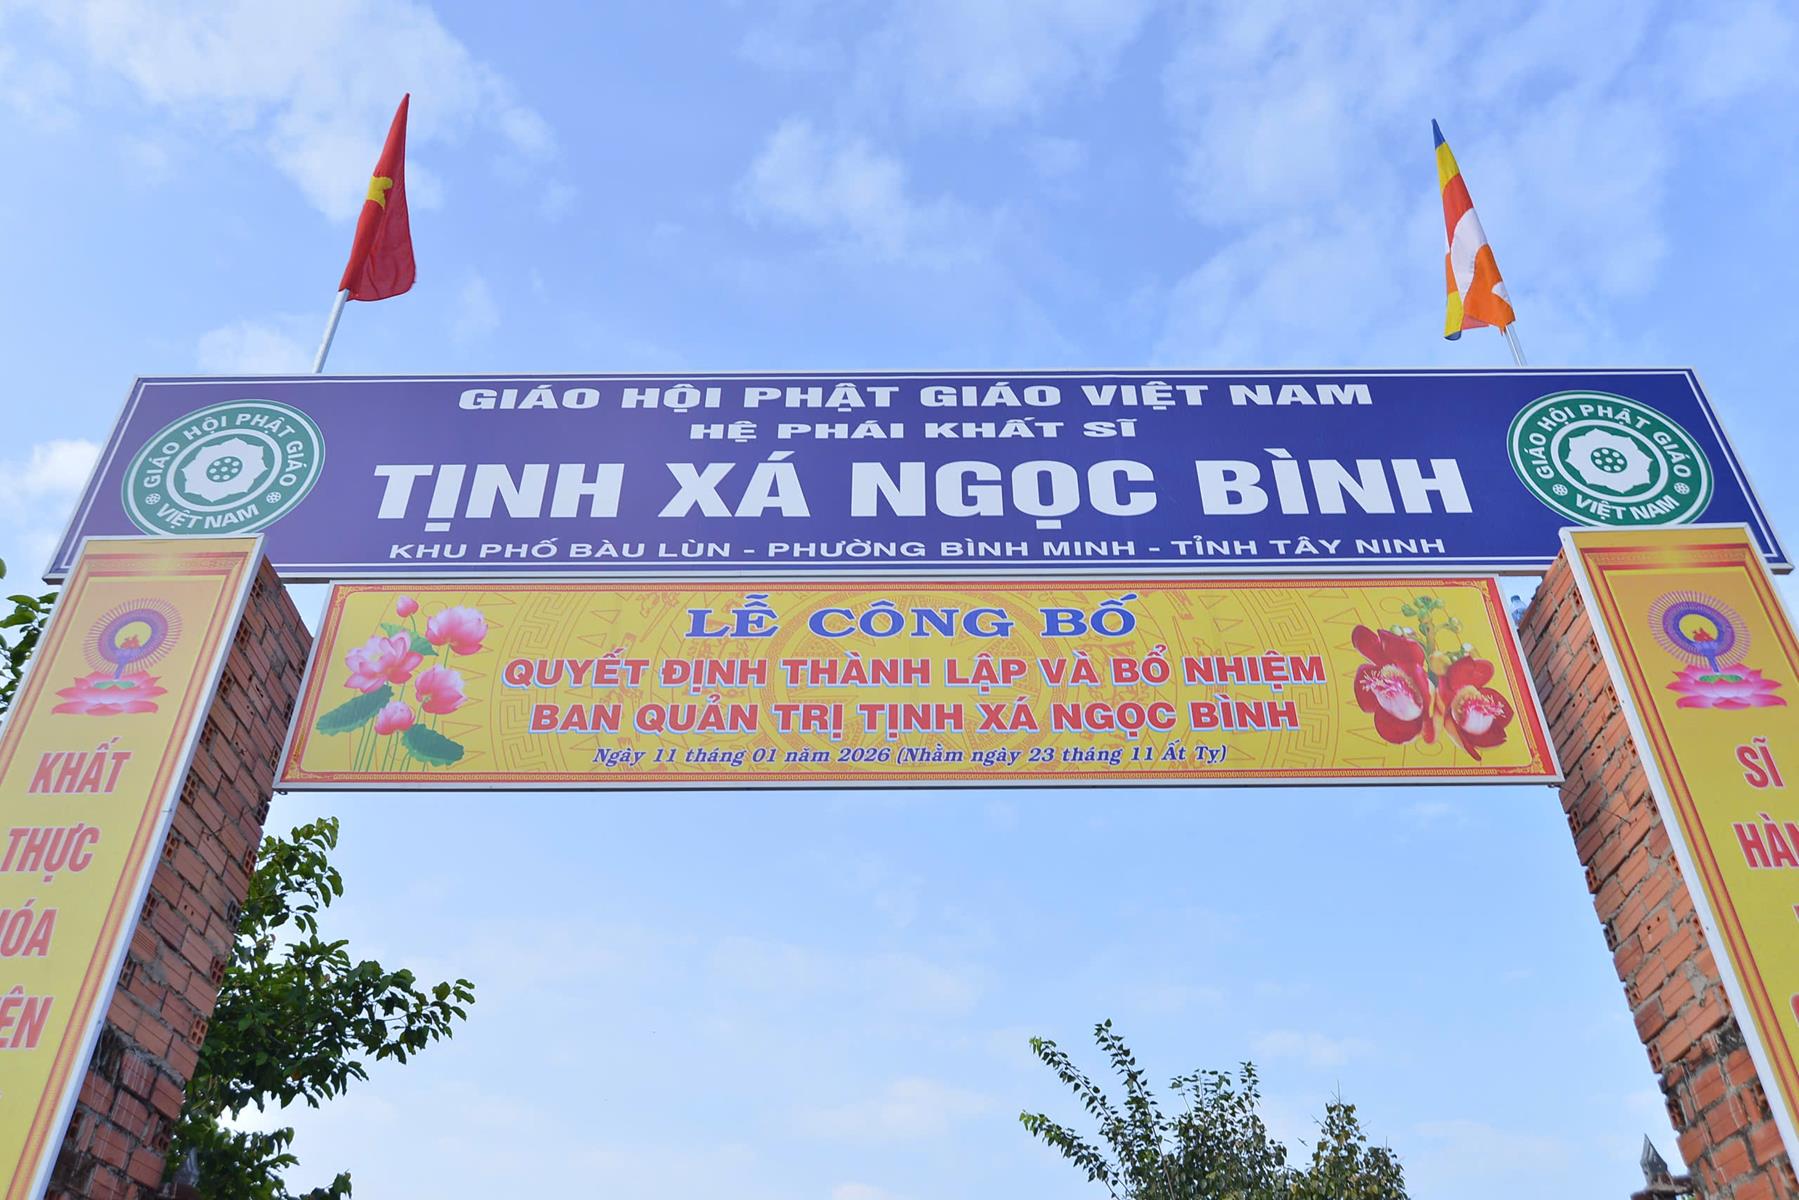 GIÁO HỘI PHẬT GIÁO VIỆT NAM
HỆ PHÁI KHẤT SĨ
TỊNH XÁ NGỌC BÌNH
KHU PHỐ BÀU LÙN - PHƯỜNG BÌNH MINH - TỈNH TÂY NINH
GIÁO HỘI PHẬT GIÁO
VIỆT NAM
GIÁO HỘI PHẬT GIÁO
VIỆT NAM
LỄ CÔNG BỐ
QUYẾT ĐỊNH THÀNH LẬP VÀ BỔ NHIỆM
BAN QUẢN TRỊ TỊNH XÁ NGỌC BÌNH
Ngày 11 tháng 01 năm 2026 (Nhằm ngày 23 tháng 11 Ất Tỵ)
KHẤT
THỰC
SĨ